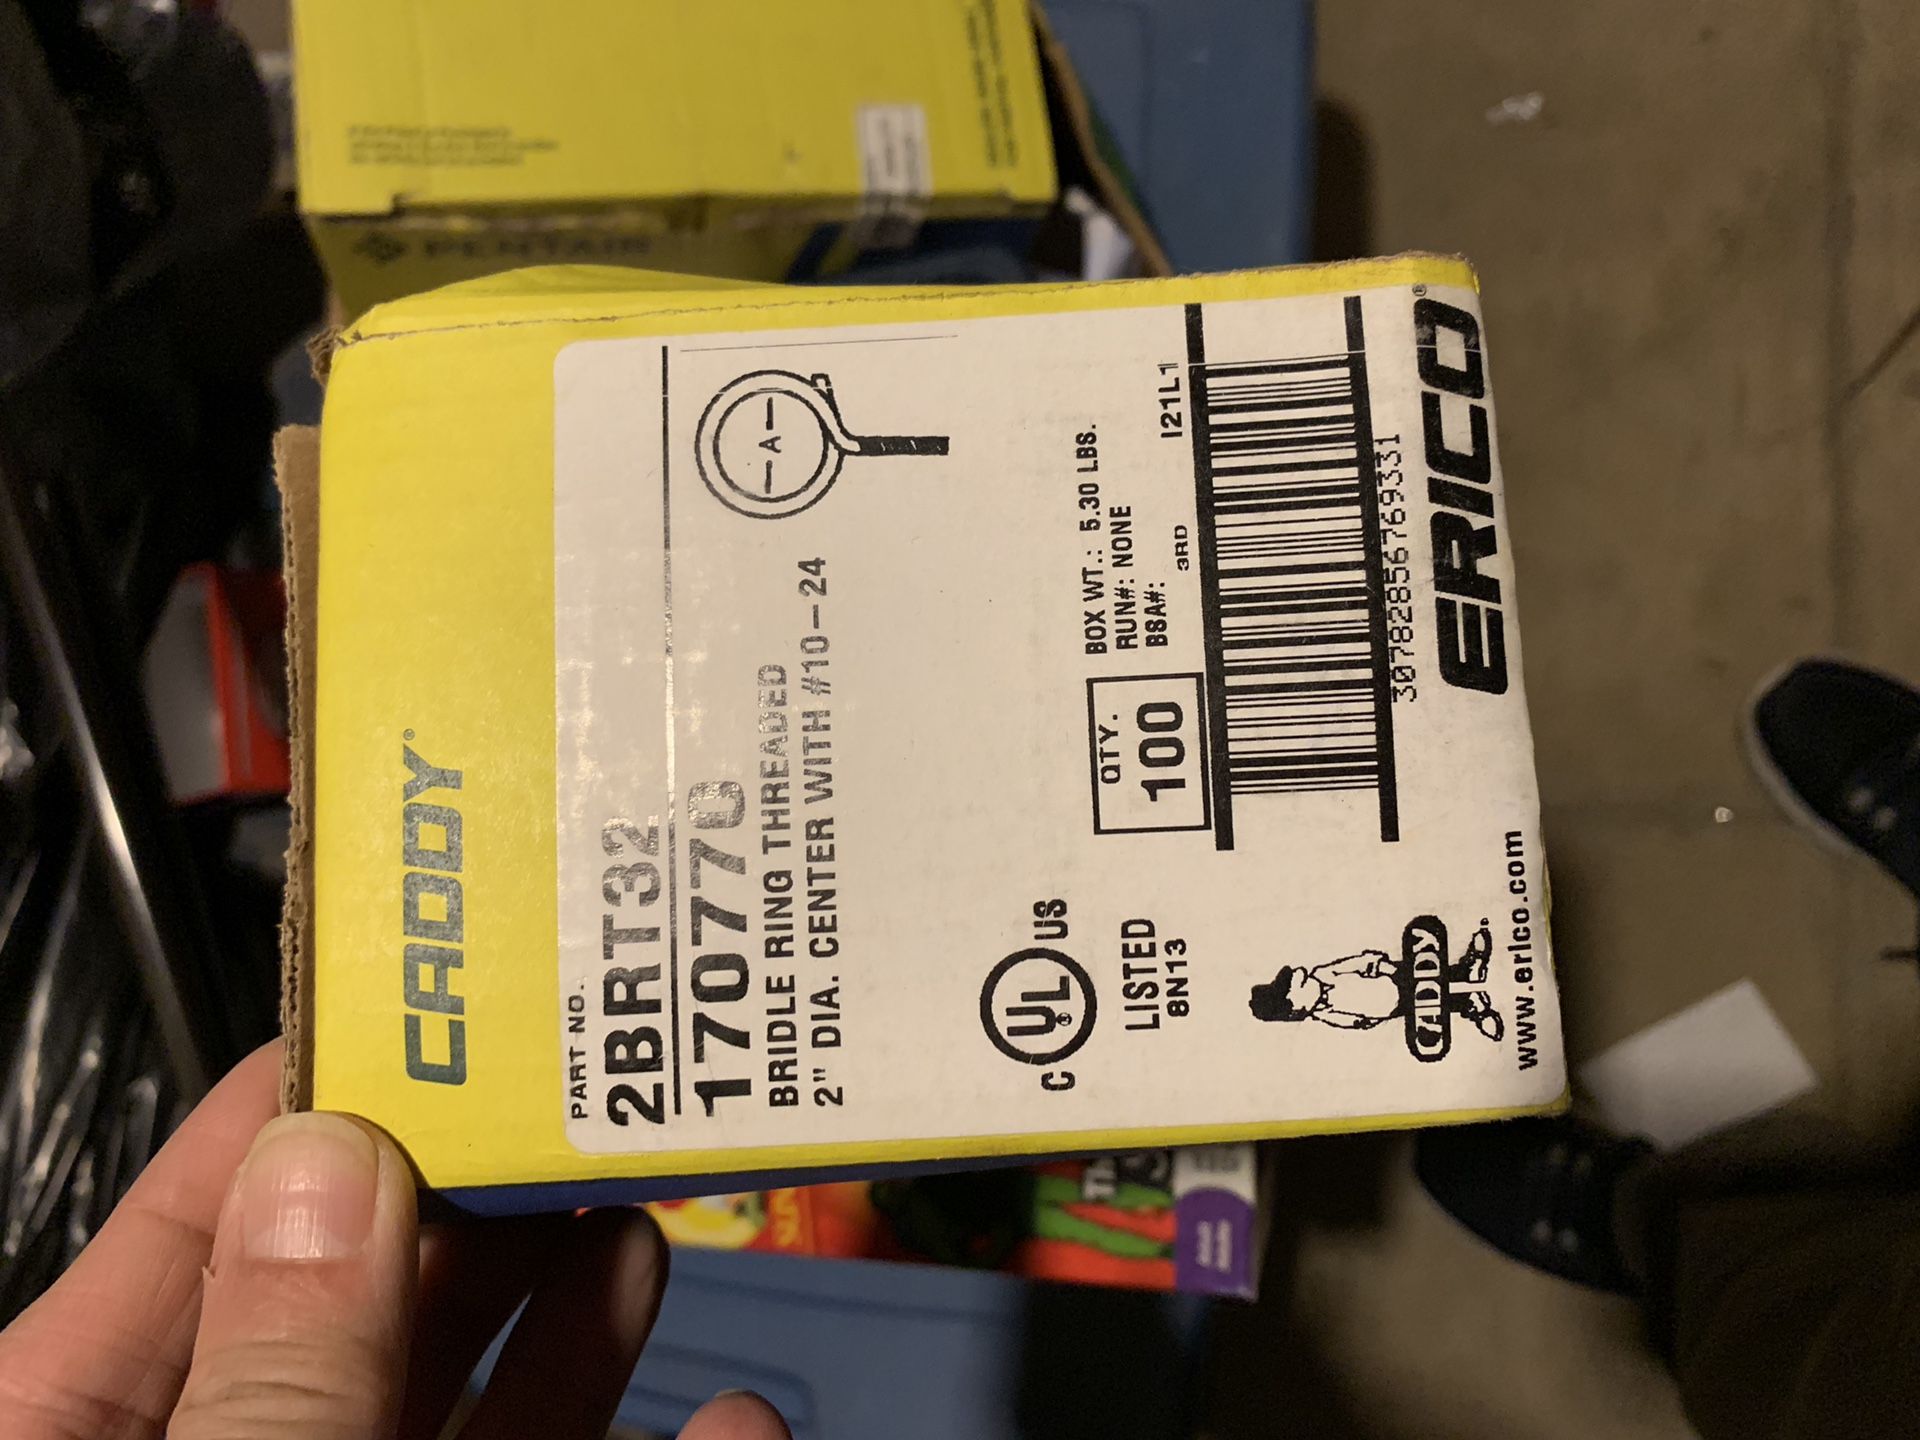 CADDY®
PART NO.
2BRT32
170770
BRIDLE RING THREADED
2" DIA. CENTER WITH #10-24
A
C UL® US
LISTED
8N13
QTY.
100
BOX WT.: 5.30 LBS.
RUN#: NONE
BSA#:
3RD
I21L1
30782856769331
CADDY
www.erico.com
ERICO®
PENTAIR